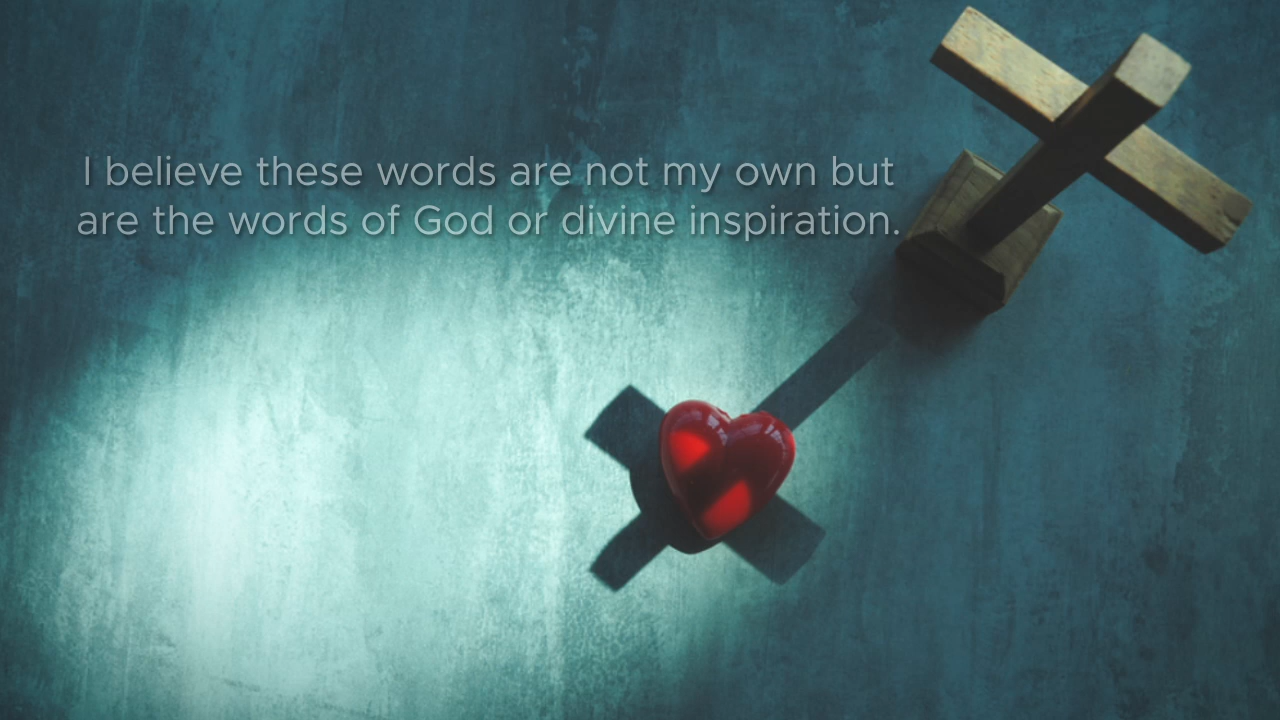 I believe these words are not my own but
are the words of God or divine inspiration.